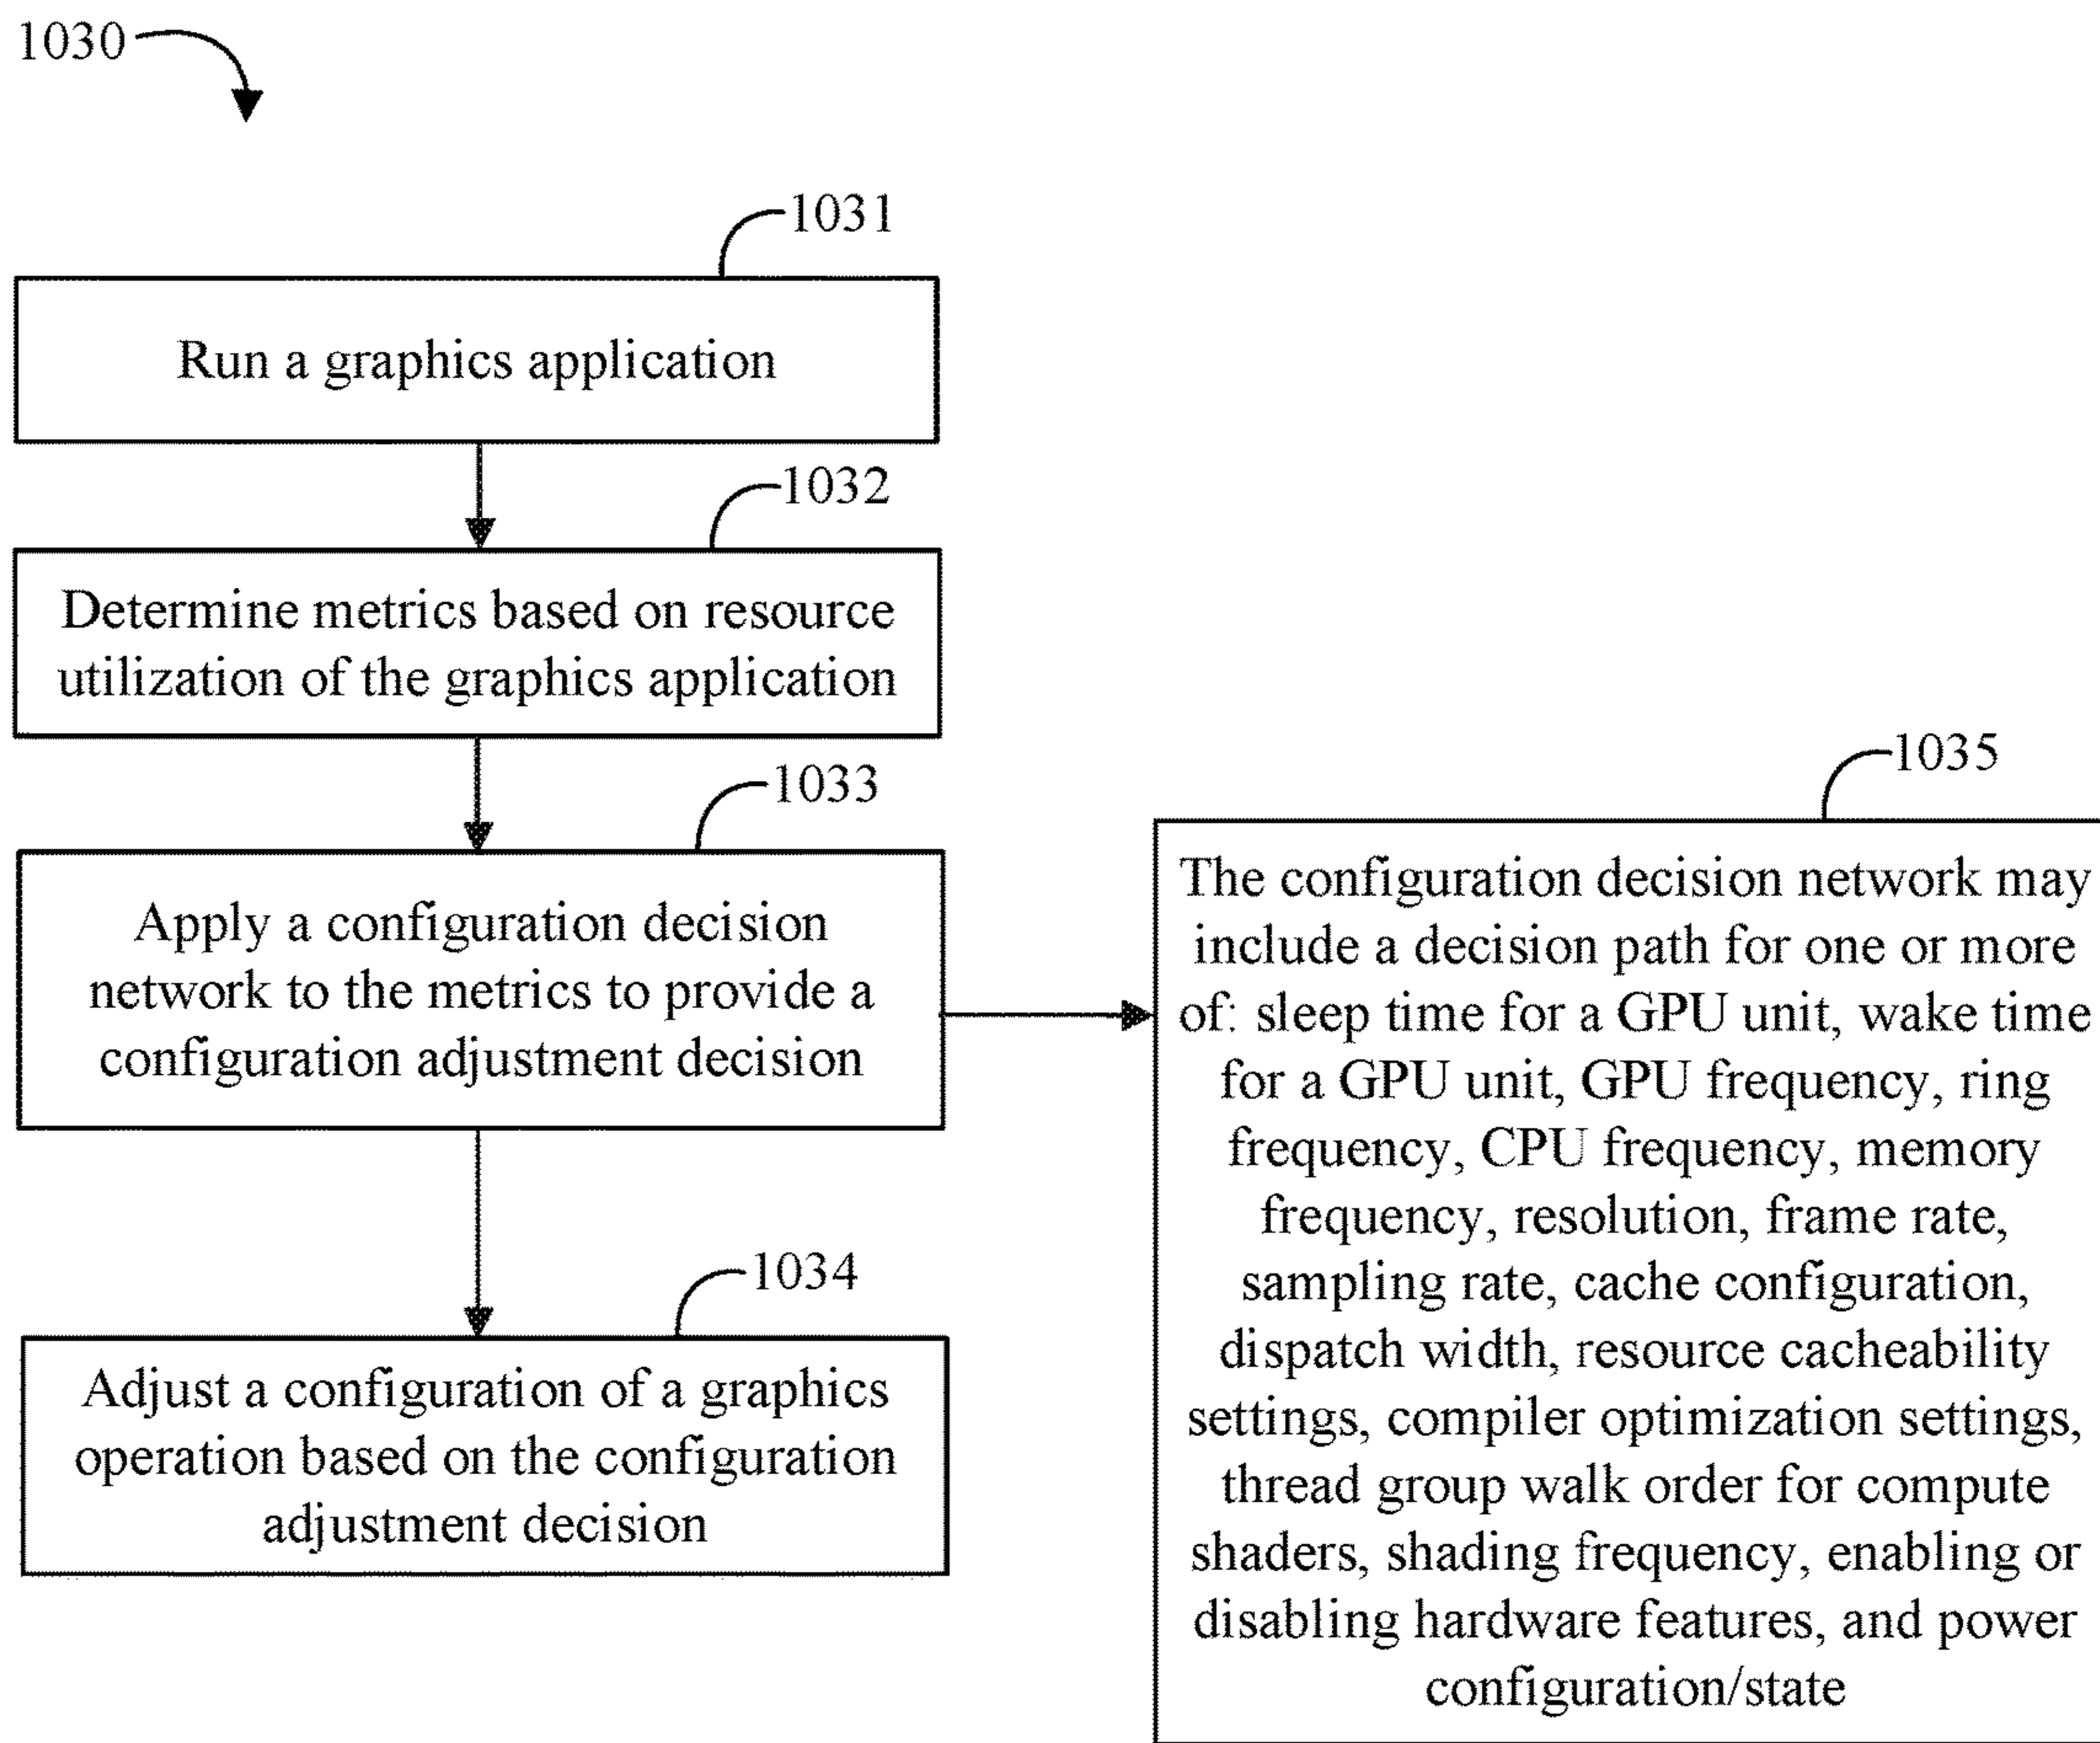 1030
1031
Run a graphics application
1032
Determine metrics based on resource
utilization of the graphics application
1033
Apply a configuration decision
network to the metrics to provide a
configuration adjustment decision
1034
Adjust a configuration of a graphics
operation based on the configuration
adjustment decision
1035
The configuration decision network may
include a decision path for one or more
of: sleep time for a GPU unit, wake time
for a GPU unit, GPU frequency, ring
frequency, CPU frequency, memory
frequency, resolution, frame rate,
sampling rate, cache configuration,
dispatch width, resource cacheability
settings, compiler optimization settings,
thread group walk order for compute
shaders, shading frequency, enabling or
disabling hardware features, and power
configuration/state